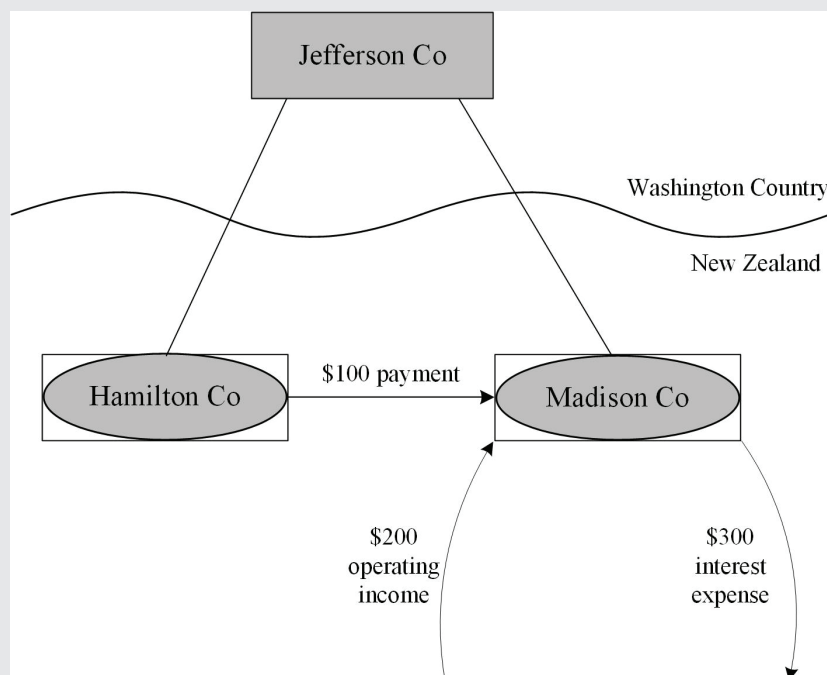 Jefferson Co
Washington Country
New Zealand
Hamilton Co
$100 payment
Madison Co
$200
operating
income
$300
interest
expense